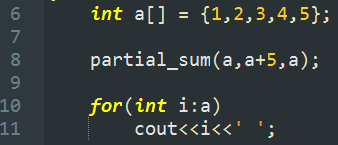 6 int a[] = {1,2,3,4,5};
7
8 partial_sum(a,a+5,a);
9
10 for(int i:a)
11 cout<<i<<' ';